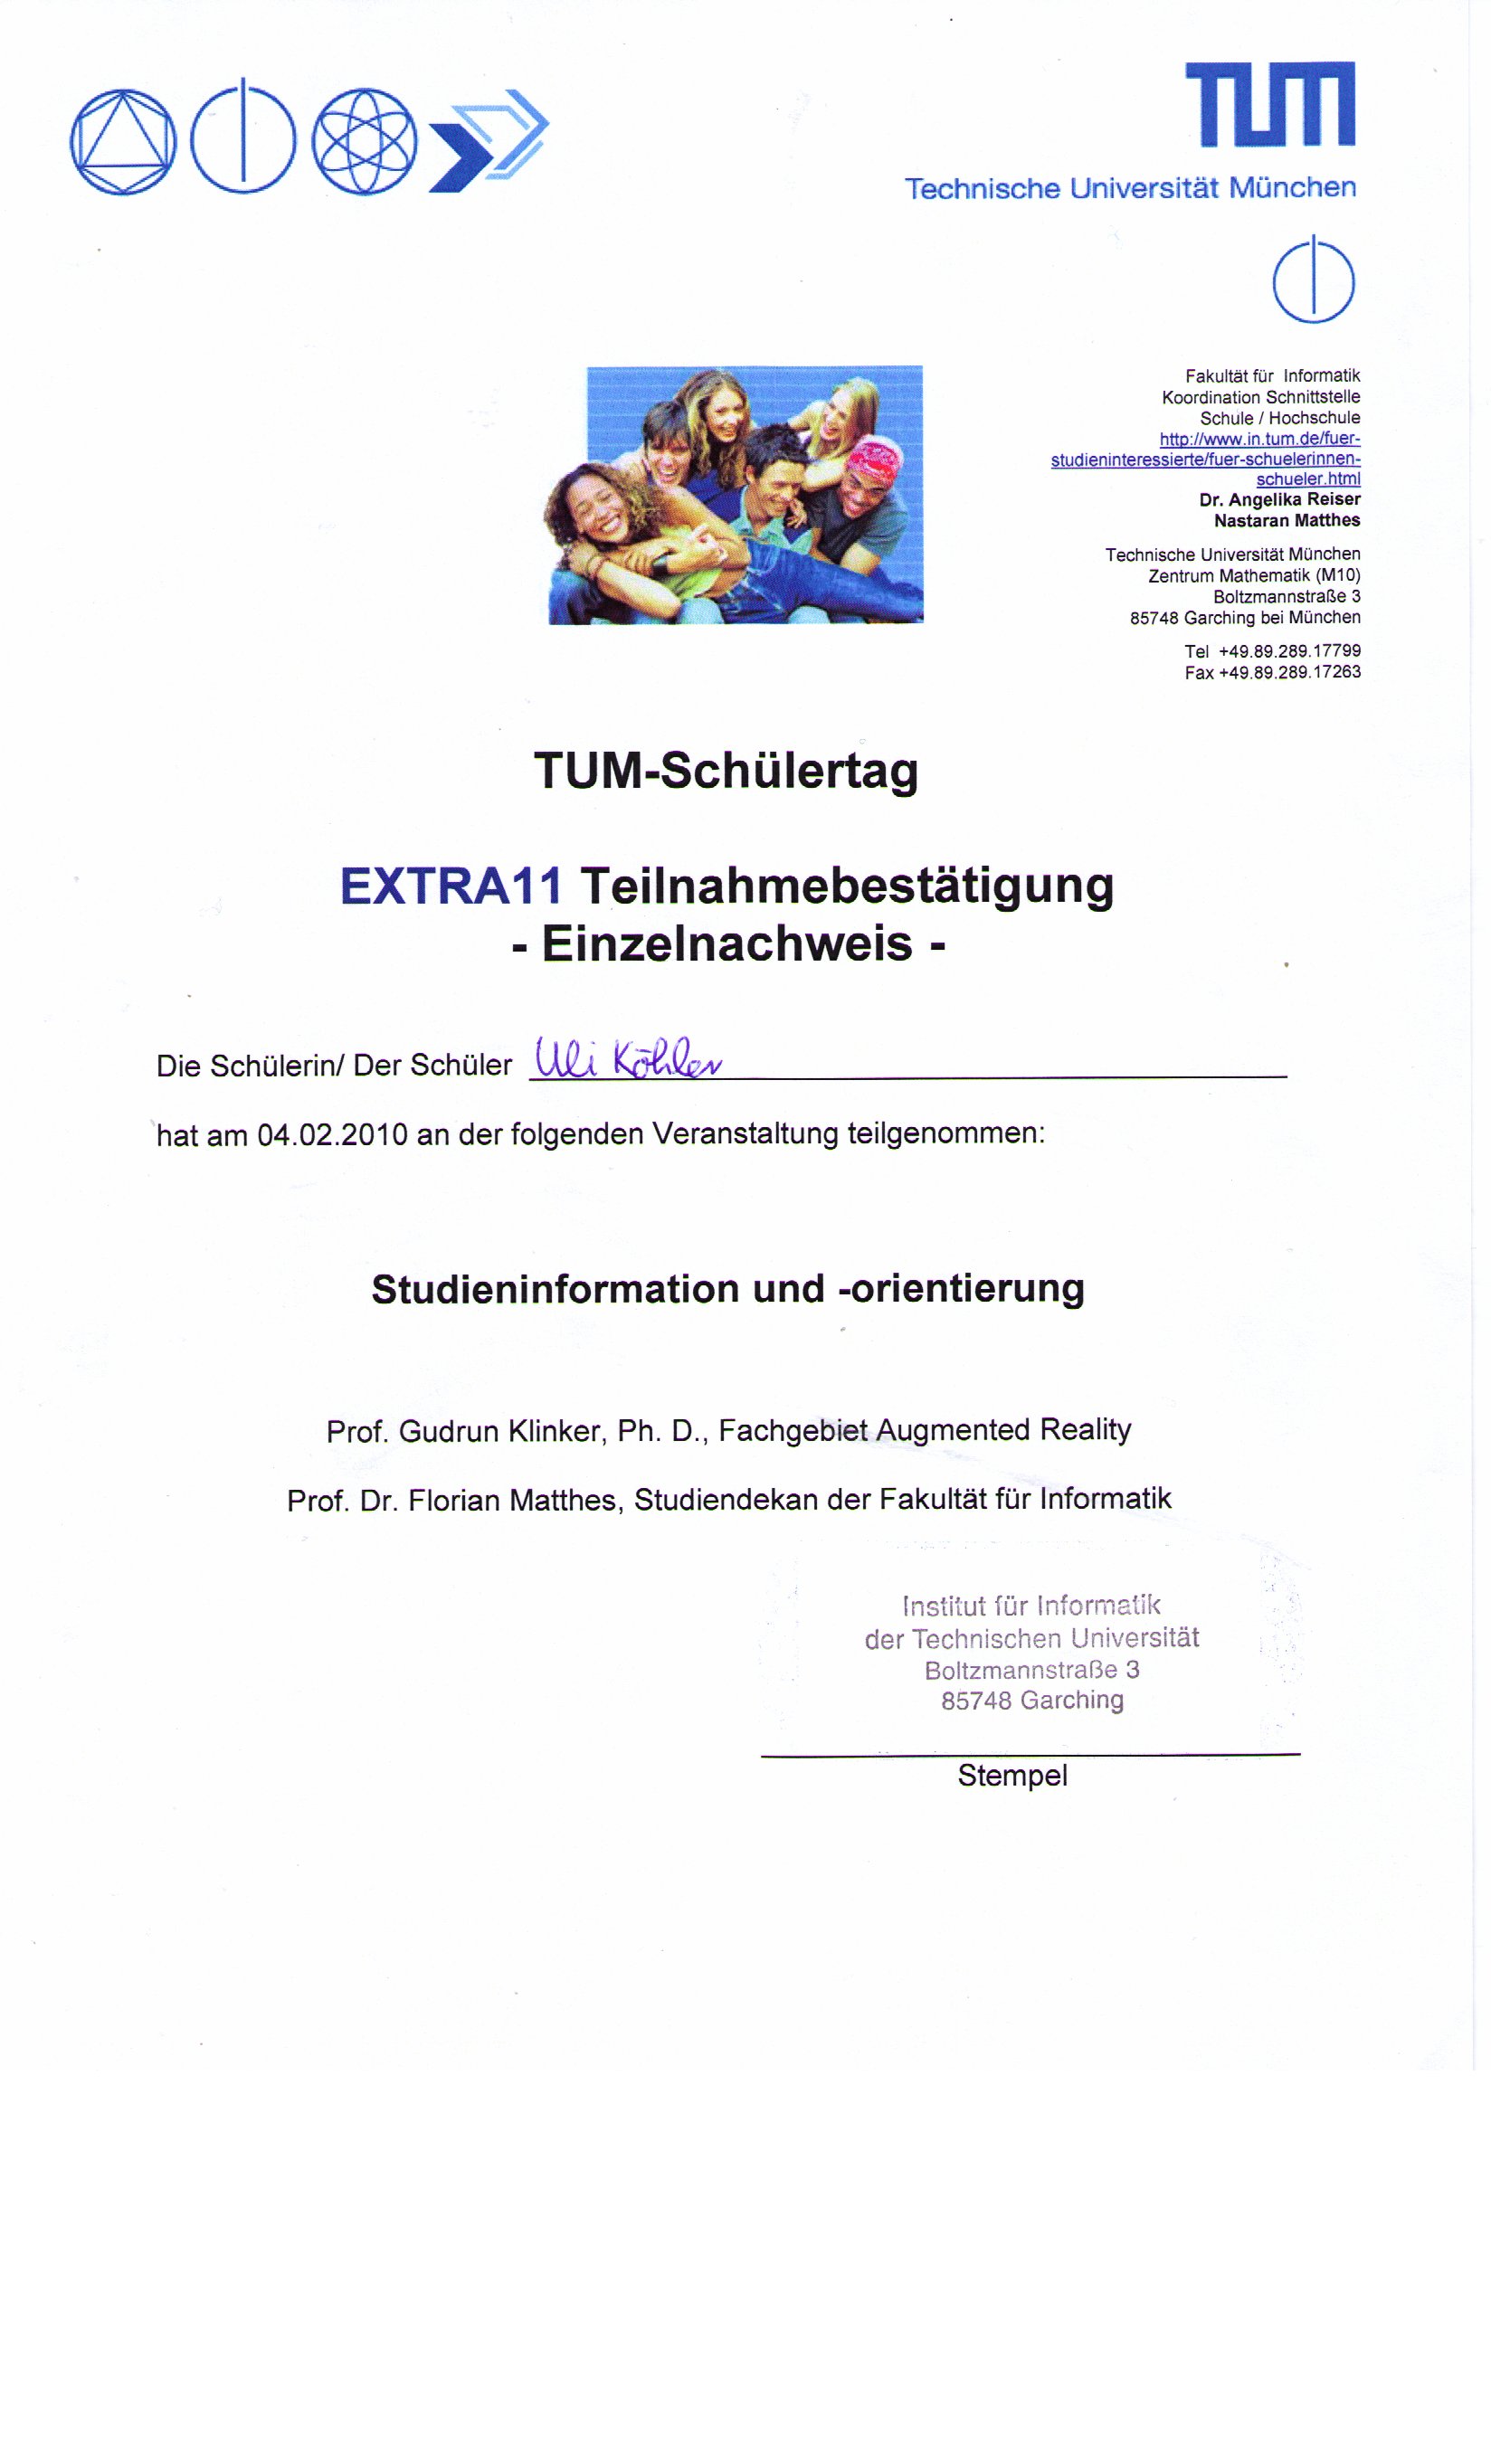 TUM
Technische Universität München
Fakultät für Informatik
Koordination Schnittstelle
Schule / Hochschule
http://www.in.tum.de/fuer-
studieninteressierte/fuer-schuelerinnen-
schueler.html
Dr. Angelika Reiser
Nastaran Matthes
Technische Universität München
Zentrum Mathematik (M10)
Boltzmannstraße 3
85748 Garching bei München
Tel +49.89.289.17799
Fax +49.89.289.17263
TUM-Schülertag
EXTRA11 Teilnahmebestätigung
- Einzelnachweis -
Die Schülerin/ Der Schüler Uli Köhler
hat am 04.02.2010 an der folgenden Veranstaltung teilgenommen:
Studieninformation und -orientierung
Prof. Gudrun Klinker, Ph. D., Fachgebiet Augmented Reality
Prof. Dr. Florian Matthes, Studiendekan der Fakultät für Informatik
Institut für Informatik
der Technischen Universität
Boltzmannstraße 3
85748 Garching
Stempel